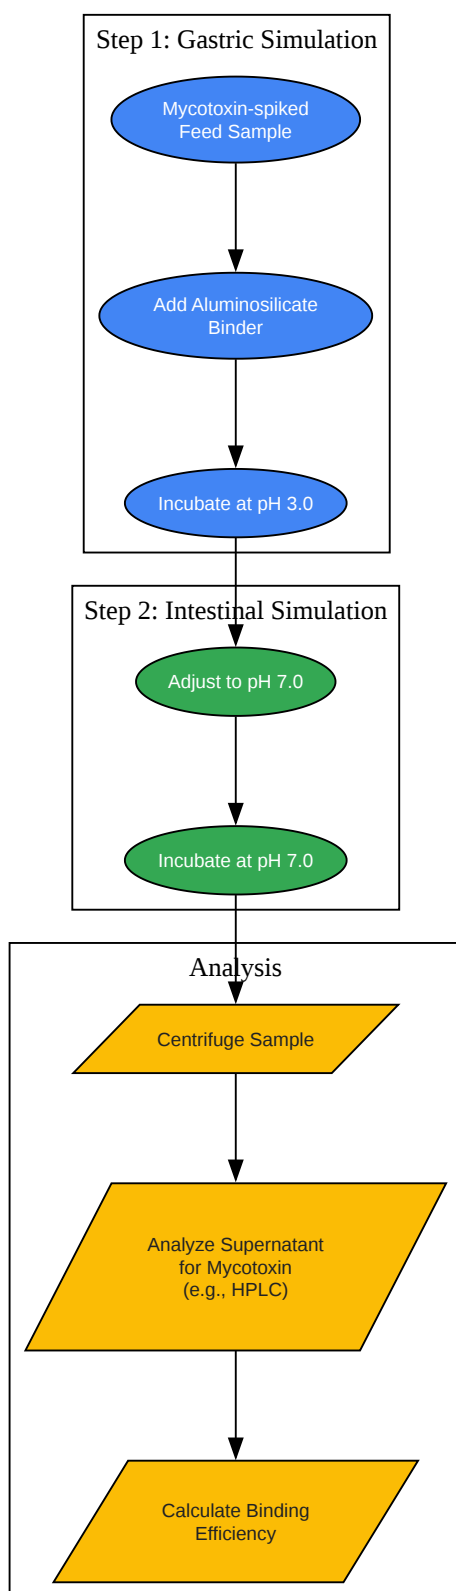 Step 1: Gastric Simulation
Mycotoxin-spiked
Feed Sample
Add Aluminosilicate
Binder
Incubate at pH 3.0
Step 2: Intestinal Simulation
Adjust to pH 7.0
Incubate at pH 7.0
Analysis
Centrifuge Sample
Analyze Supernatant
for Mycotoxin
(e.g., HPLC)
Calculate Binding
Efficiency